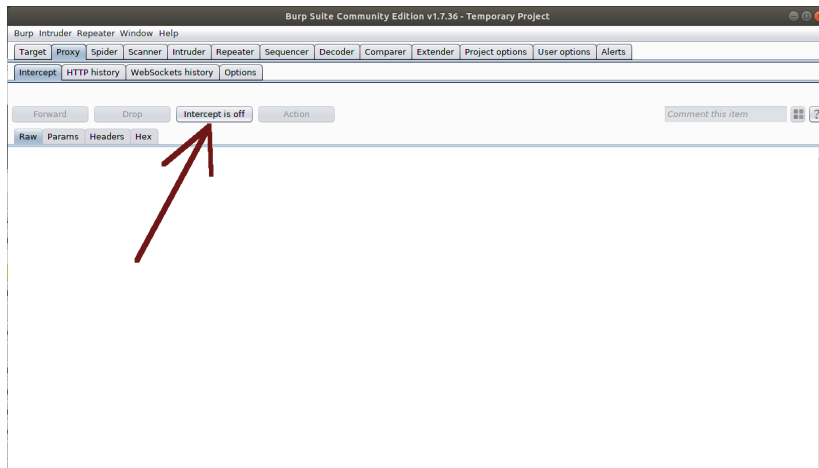 Burp Suite Community Edition v1.7.36 - Temporary Project
Burp Intruder Repeater Window Help
Target Proxy Spider Scanner Intruder Repeater Sequencer Decoder Comparer Extender Project options User options Alerts
Intercept HTTP history WebSockets history Options
Forward Drop Intercept is off Action Comment this item ?
Raw Params Headers Hex